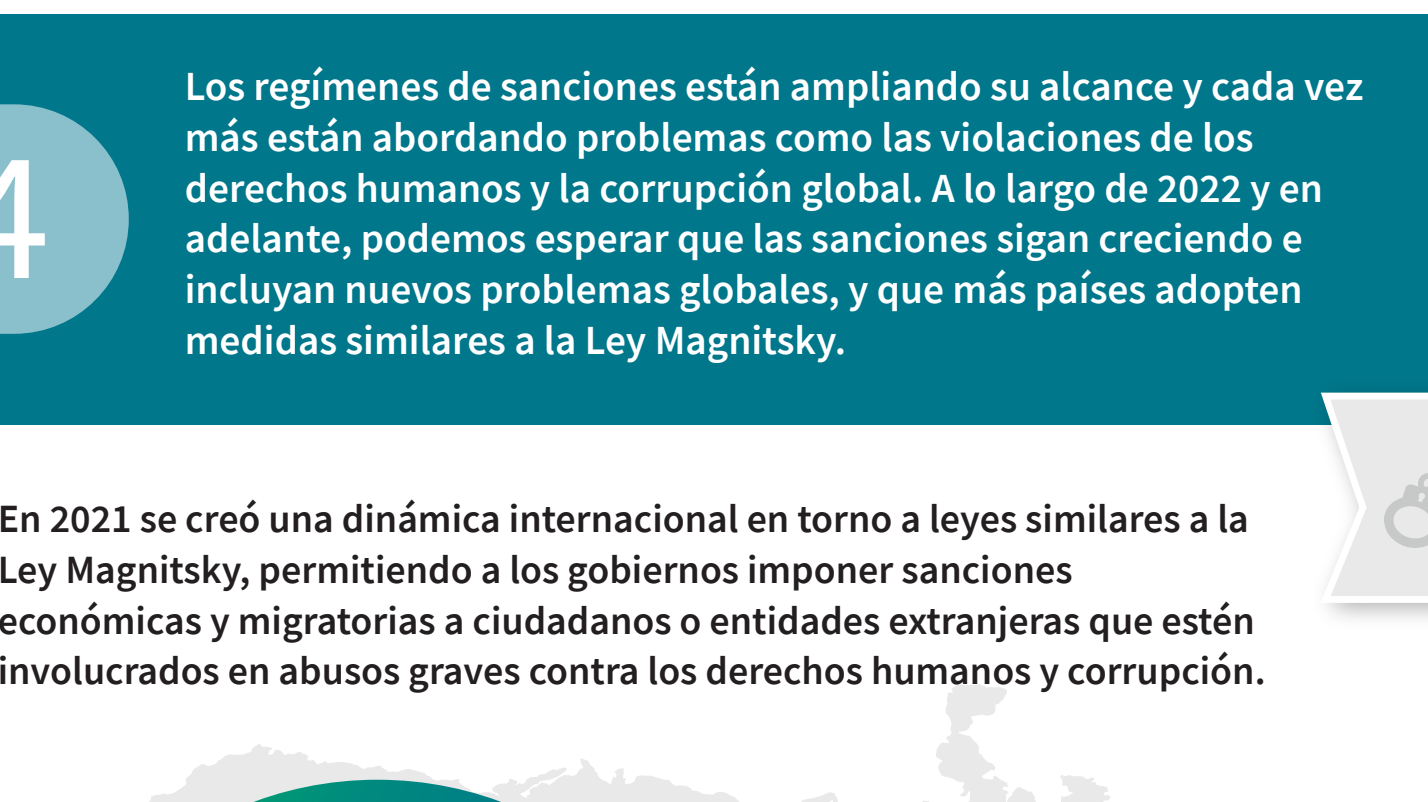 4
Los regímenes de sanciones están ampliando su alcance y cada vez
más están abordando problemas como las violaciones de los
derechos humanos y la corrupción global. A lo largo de 2022 y en
adelante, podemos esperar que las sanciones sigan creciendo e
incluyan nuevos problemas globales, y que más países adopten
medidas similares a la Ley Magnitsky.
En 2021 se creó una dinámica internacional en torno a leyes similares a la
Ley Magnitsky, permitiendo a los gobiernos imponer sanciones
económicas y migratorias a ciudadanos o entidades extranjeras que estén
involucrados en abusos graves contra los derechos humanos y corrupción.